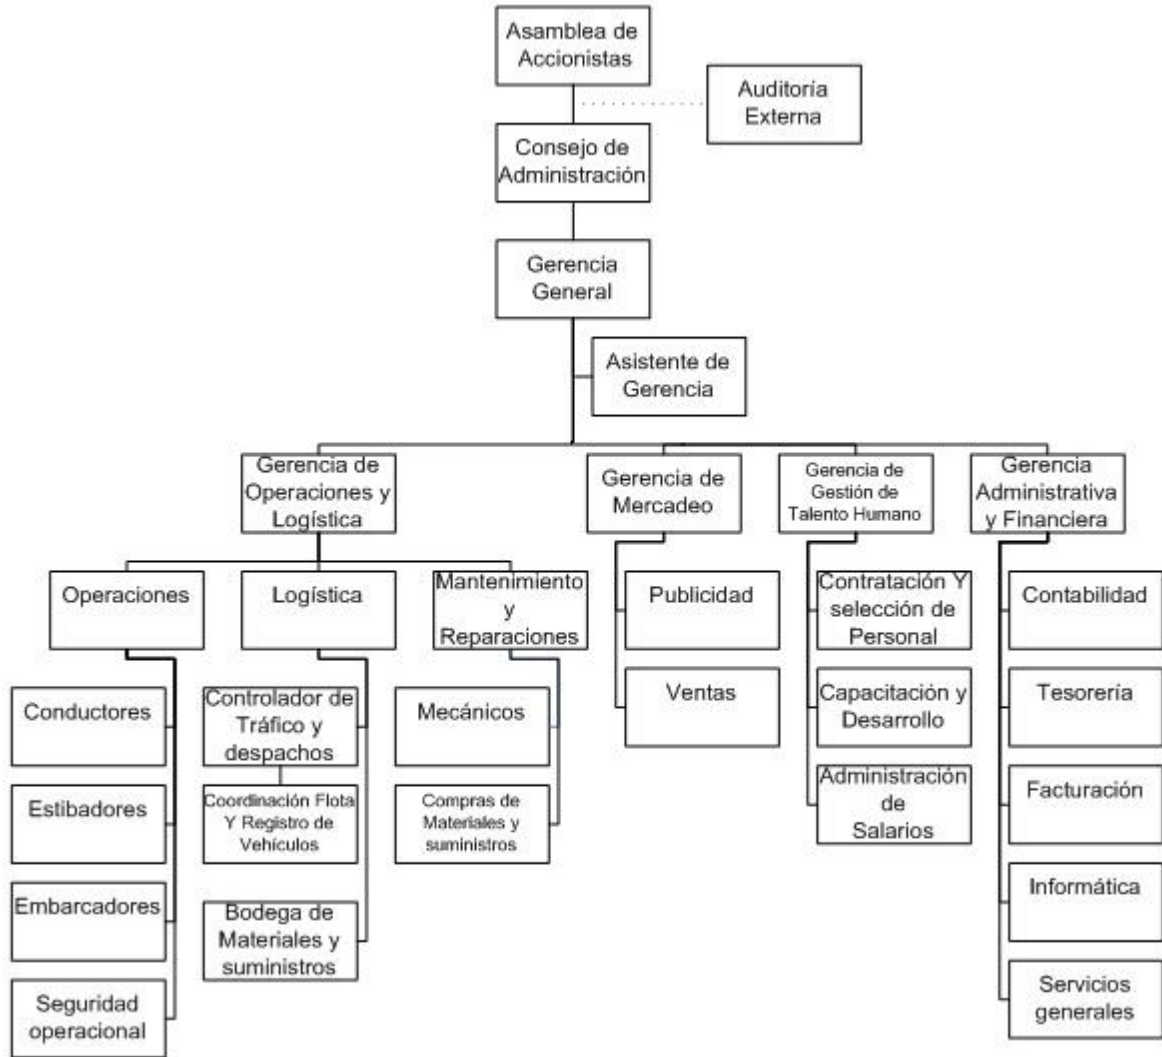 Asamblea de
Accionistas
Auditoría
Externa
Consejo de
Administración
Gerencia
General
Asistente de
Gerencia
Gerencia de
Operaciones y
Logística
Gerencia de
Mercadeo
Gerencia de
Gestión de
Talento Humano
Gerencia
Administrativa
y Financiera
Operaciones
Logística
Mantenimiento
y
Reparaciones
Publicidad
Contratación Y
selección de
Personal
Contabilidad
Conductores
Controlador de
Tráfico y
despachos
Mecánicos
Ventas
Capacitación y
Desarrollo
Tesorería
Estibadores
Coordinación Flota
Y Registro de
Vehículos
Compras de
Materiales y
suministros
Administración
de
Salarios
Facturación
Embarcadores
Bodega de
Materiales y
suministros
Informática
Seguridad
operacional
Servicios
generales